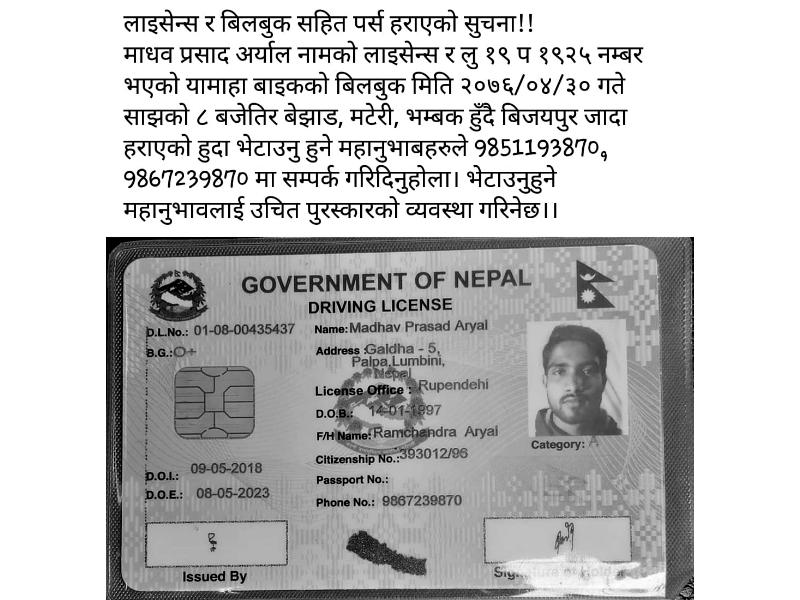 लाइसेन्स र बिलबुक सहित पर्स हराएको सुचना!!
माधव प्रसाद अर्याल नामको लाइसेन्स र लु १९ प १९२५ नम्बर
भएको यामाहा बाइकको बिलबुक मिति २०७६/०४/३० गते
साझको ८ बजेतिर बेझाड, मटेरी, भम्बक हुँदै बिजयपुर जादा
हराएको हुदा भेटाउनु हुने महानुभाबहरुले 9851193870,
9867239870 मा सम्पर्क गरिदिनुहोला। भेटाउनुहुने
महानुभावलाई उचित पुरस्कारको व्यवस्था गरिनेछ।।
GOVERNMENT OF NEPAL
DRIVING LICENSE
D.L.No.: 01-08-00435437
B.G.: O+
Name: Madhav Prasad Aryal
Address : Galdha - 5,
Palpa,Lumbini,
Nepal
License Office : Rupendehi
D.O.B.: 14-01-1997
F/H Name: Ramchandra Aryal
Citizenship No.: 393012/96
Passport No.:
Phone No.: 9867239870
Category: A
D.O.I.: 09-05-2018
D.O.E.: 08-05-2023
Issued By
Signature of Holder